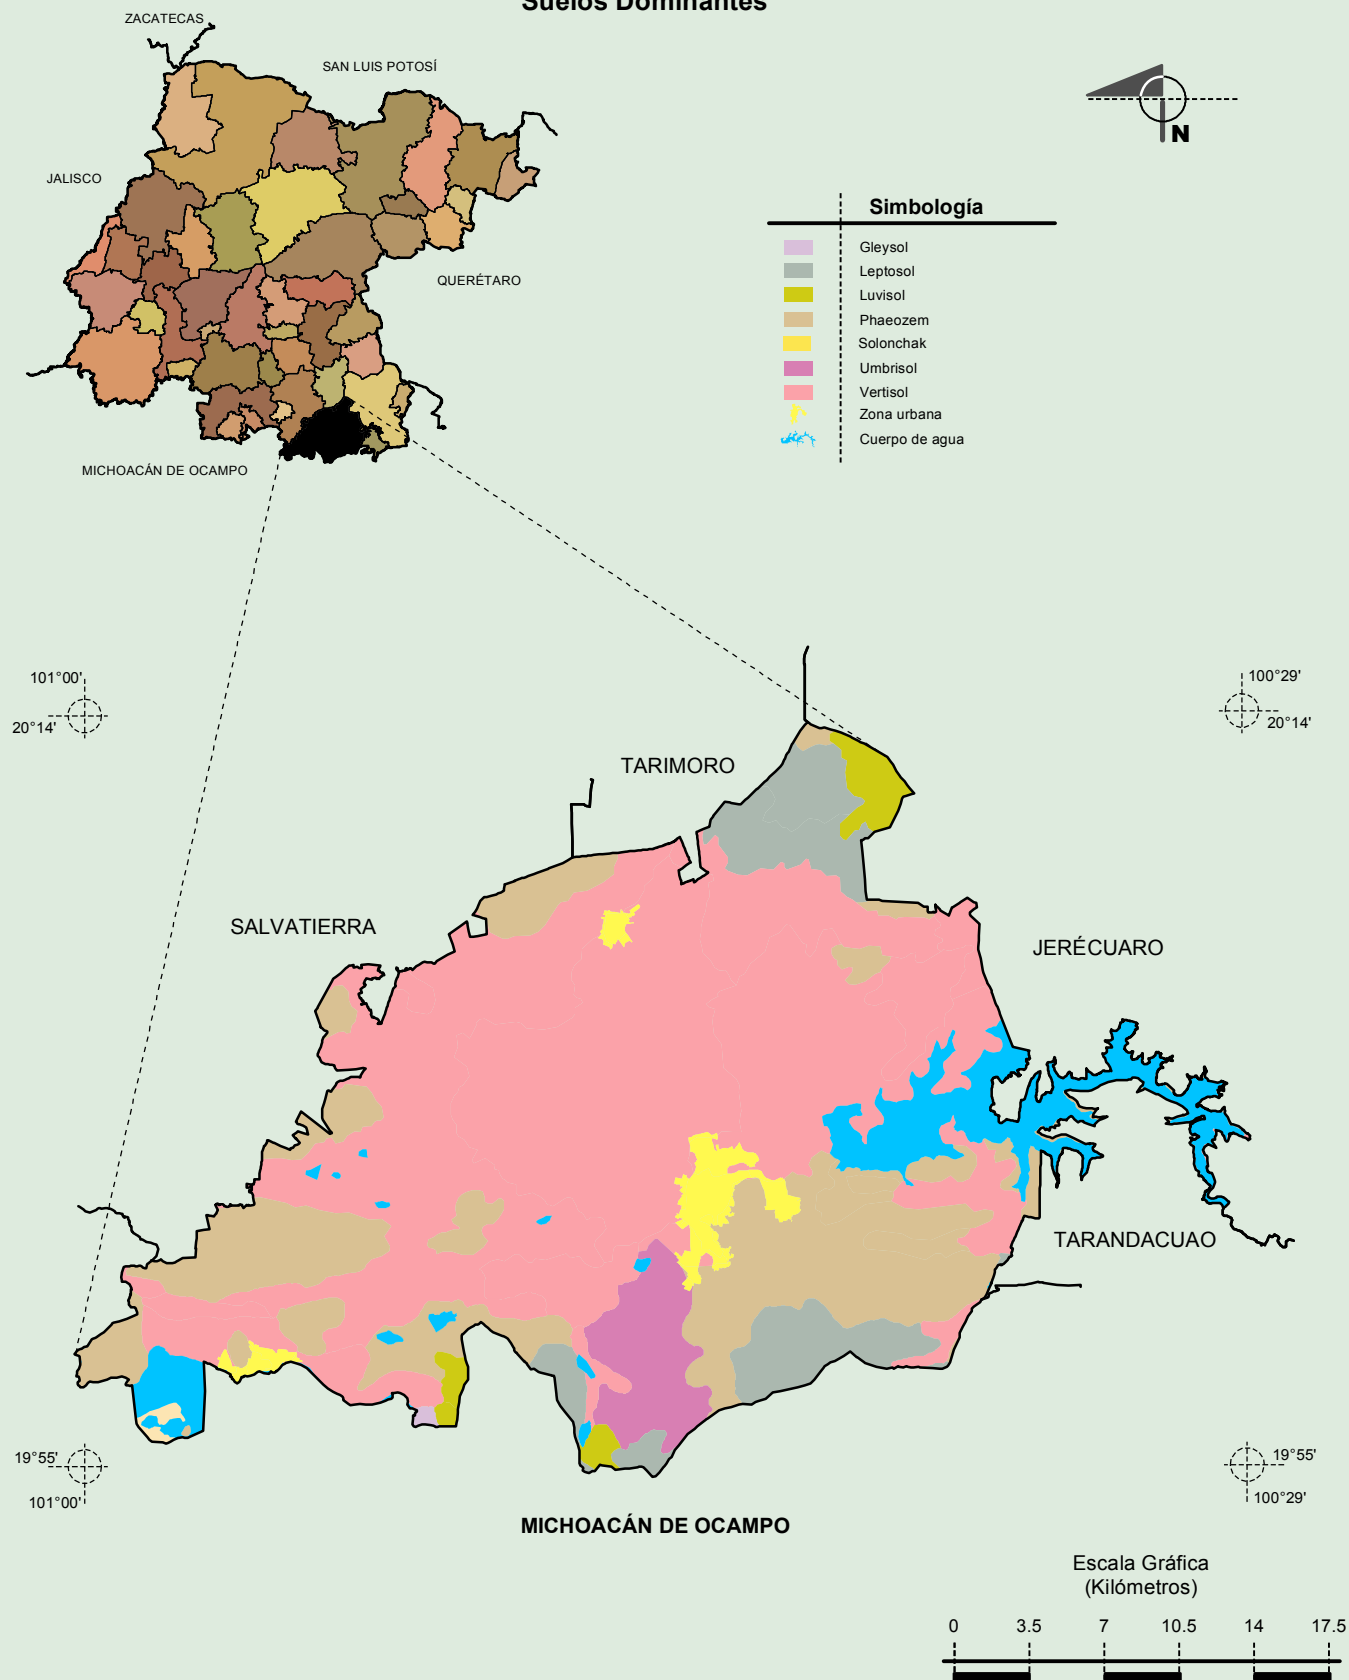 Suelos Dominantes
ZACATECAS
SAN LUIS POTOSÍ
JALISCO
QUERÉTARO
MICHOACÁN DE OCAMPO
N
Simbología
Gleysol
Leptosol
Luvisol
Phaeozem
Solonchak
Umbrisol
Vertisol
Zona urbana
Cuerpo de agua
101°00'
20°14'
100°29'
20°14'
TARIMORO
SALVATIERRA
JERÉCUARO
TARANDACUAO
19°55'
101°00'
19°55'
100°29'
MICHOACÁN DE OCAMPO
Escala Gráfica
(Kilómetros)
0 3.5 7 10.5 14 17.5